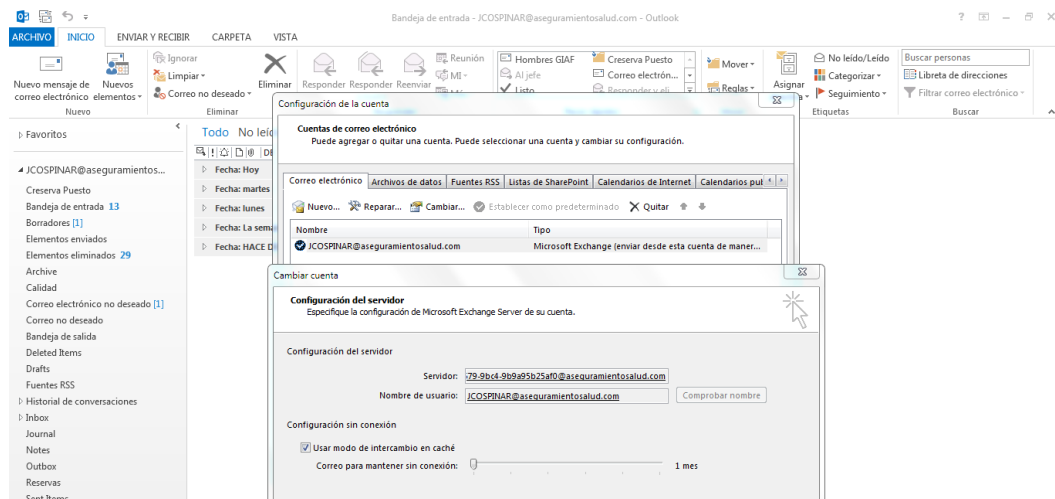 Bandeja de entrada - JCOSPINAR@aseguramientosalud.com - Outlook
ARCHIVO INICIO ENVIAR Y RECIBIR CARPETA VISTA
Nuevo mensaje de correo electrónico
Nuevos elementos
Nuevo
Ignorar
Limpiar
Correo no deseado
Eliminar
Eliminar
Responder
Responder
Reenviar
Reunión
MI
Hombres GIAF
Al jefe
Listo
Creserva Puesto
Correo electrón...
Responder y eli...
Mover
Reglas
Asignar
No leído/Leído
Categorizar
Seguimiento
Etiquetas
Buscar personas
Libreta de direcciones
Filtrar correo electrónico
Buscar
Favoritos
JCOSPINAR@aseguramientos...
Creserva Puesto
Bandeja de entrada 13
Borradores [1]
Elementos enviados
Elementos eliminados 29
Archive
Calidad
Correo electrónico no deseado [1]
Correo no deseado
Bandeja de salida
Deleted Items
Drafts
Fuentes RSS
Historial de conversaciones
Inbox
Journal
Notes
Outbox
Reservas
Sent Items
Todo
Fecha: Hoy
Fecha: martes
Fecha: lunes
Fecha: La
Fecha: HACE
Configuración de la cuenta
Cuentas de correo electrónico
Puede agregar o quitar una cuenta. Puede seleccionar una cuenta y cambiar su configuración.
Correo electrónico Archivos de datos Fuentes RSS Listas de SharePoint Calendarios de Internet Calendarios pul
Nuevo... Reparar... Cambiar... Establecer como predeterminado Quitar
Nombre Tipo
JCOSPINAR@aseguramientosalud.com Microsoft Exchange (enviar desde esta cuenta de maner...
Cambiar cuenta
Configuración del servidor
Especifique la configuración de Microsoft Exchange Server de su cuenta.
Configuración del servidor
Servidor: 79-9bc4-9b9a95b25af0@aseguramientosalud.com
Nombre de usuario: JCOSPINAR@aseguramientosalud.com Comprobar nombre
Configuración sin conexión
Usar modo de intercambio en caché
Correo para mantener sin conexión: 1 mes